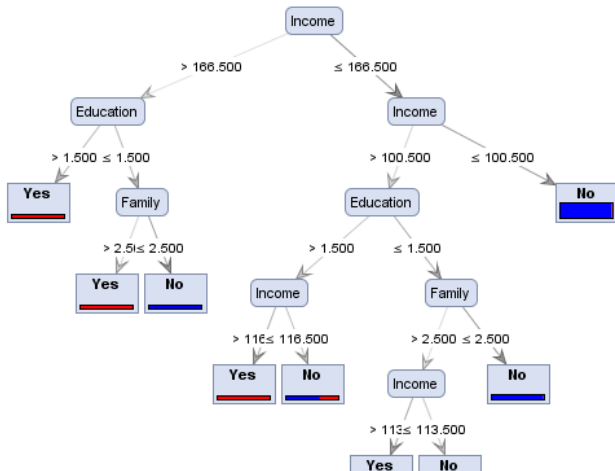 Income
> 166.500 ≤ 166.500
Education Income
> 1.500 ≤ 1.500 > 100.500 ≤ 100.500
Yes Family Education No
> 2.5 ≤ 2.500 > 1.500 ≤ 1.500
Yes No Income Family
> 116 ≤ 116.500 > 2.500 ≤ 2.500
Yes No Income No
> 113 ≤ 113.500
Yes No